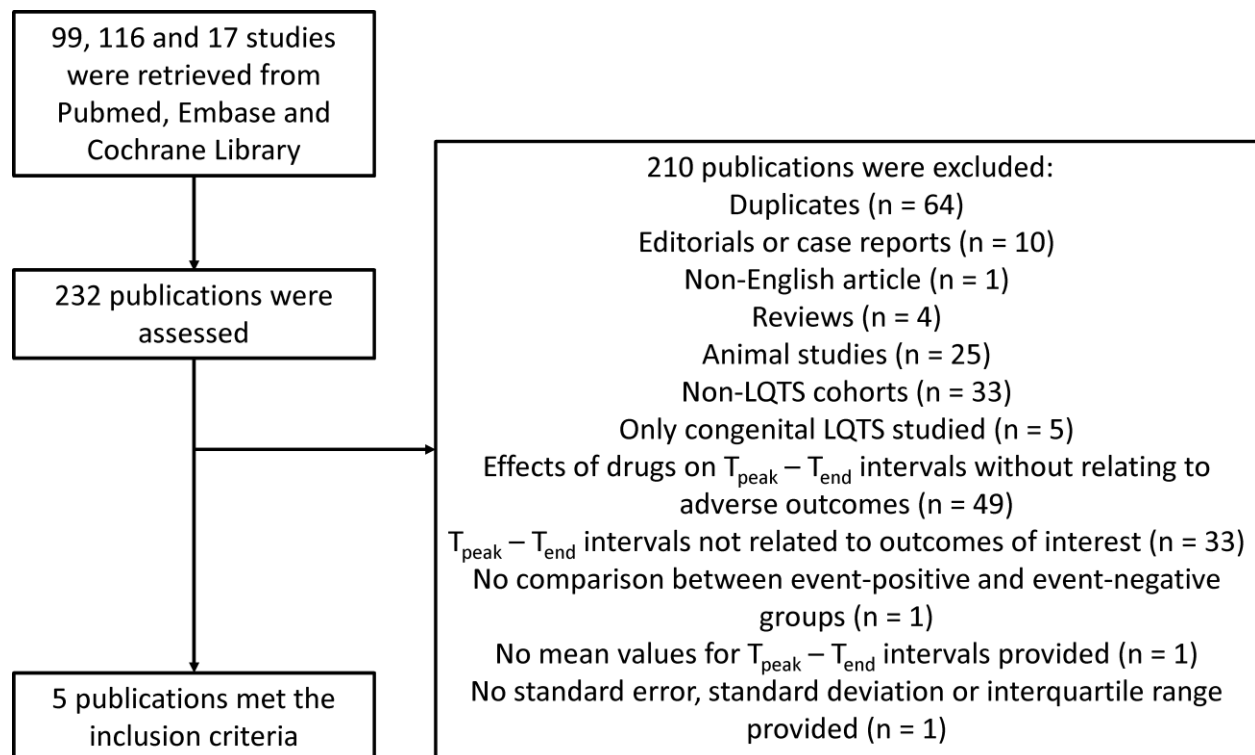 99, 116 and 17 studies
were retrieved from
Pubmed, Embase and
Cochrane Library
232 publications were
assessed
210 publications were excluded:
Duplicates (n = 64)
Editorials or case reports (n = 10)
Non-English article (n = 1)
Reviews (n = 4)
Animal studies (n = 25)
Non-LQTS cohorts (n = 33)
Only congenital LQTS studied (n = 5)
Effects of drugs on Tpeak – Tend intervals without relating to
adverse outcomes (n = 49)
Tpeak – Tend intervals not related to outcomes of interest (n = 33)
No comparison between event-positive and event-negative
groups (n = 1)
No mean values for Tpeak – Tend intervals provided (n = 1)
No standard error, standard deviation or interquartile range
provided (n = 1)
5 publications met the
inclusion criteria